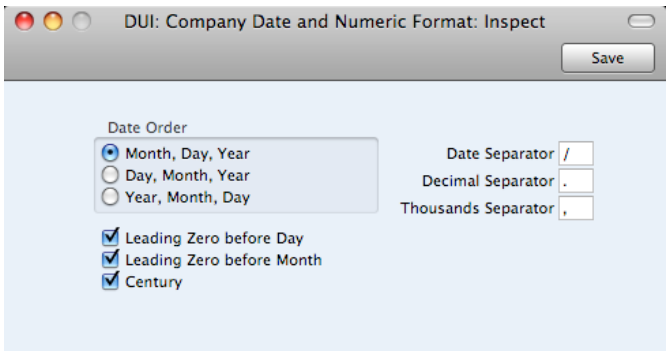 DUI: Company Date and Numeric Format: Inspect
Save
Date Order
Month, Day, Year
Day, Month, Year
Year, Month, Day
Date Separator /
Decimal Separator .
Thousands Separator ,
Leading Zero before Day
Leading Zero before Month
Century